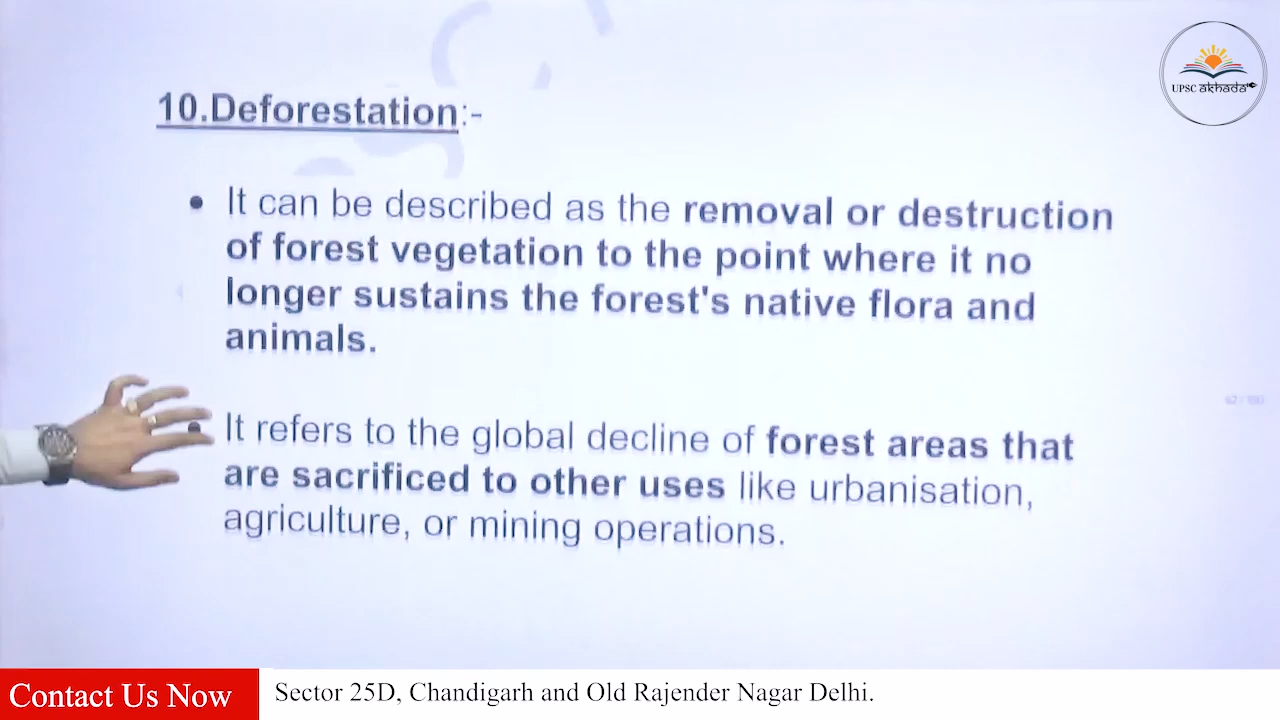 UPSC akhada
10.Deforestation:-
• It can be described as the removal or destruction
of forest vegetation to the point where it no
longer sustains the forest's native flora and
animals.
• It refers to the global decline of forest areas that
are sacrificed to other uses like urbanisation,
agriculture, or mining operations.
Contact Us Now
Sector 25D, Chandigarh and Old Rajender Nagar Delhi.